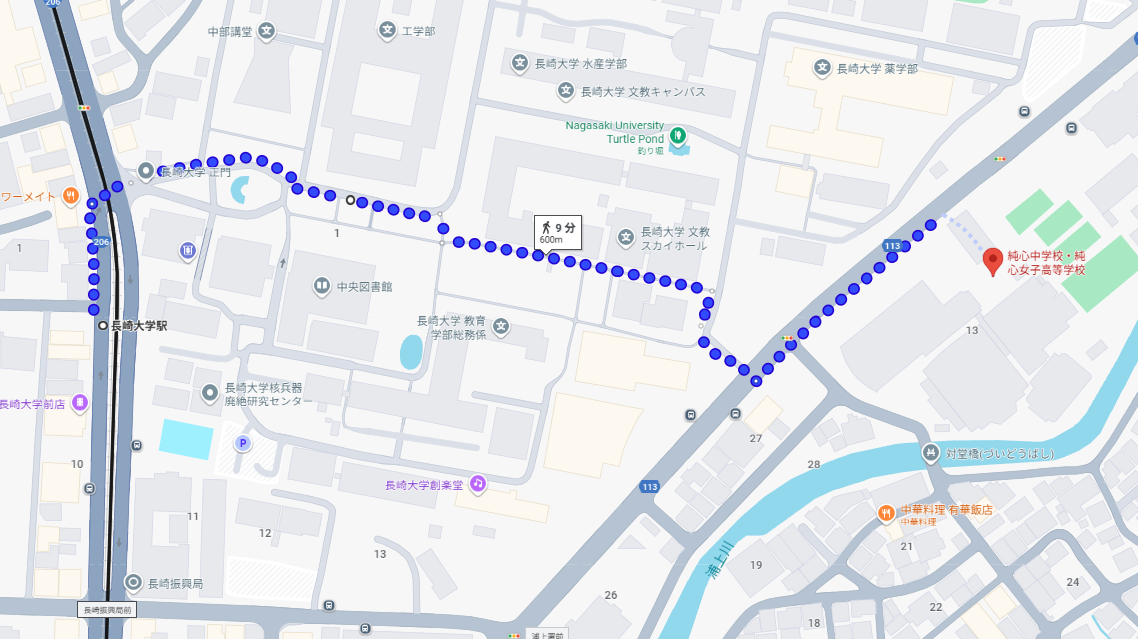 206
中部講堂
工学部
長崎大学 水産学部
長崎大学 文教キャンパス
長崎大学 薬学部
Nagasaki University
Turtle Pond
釣り堀
長崎大学 正門
ワーメイト
206
1
1
9 分
600m
長崎大学 文教
スカイホール
113
純心中学校・純
心女子高等学校
中央図書館
長崎大学駅
長崎大学 教育
学部総務係
13
長崎大学核兵器
廃絶研究センター
長崎大学前店
P
27
10
28
対堂橋(づいどうばし)
長崎大学創楽堂
113
中華料理 有華飯店
中華料理
11
12
13
浦上川
19
21
長崎振興局
24
26
22
18
長崎振興局前
浦上署前